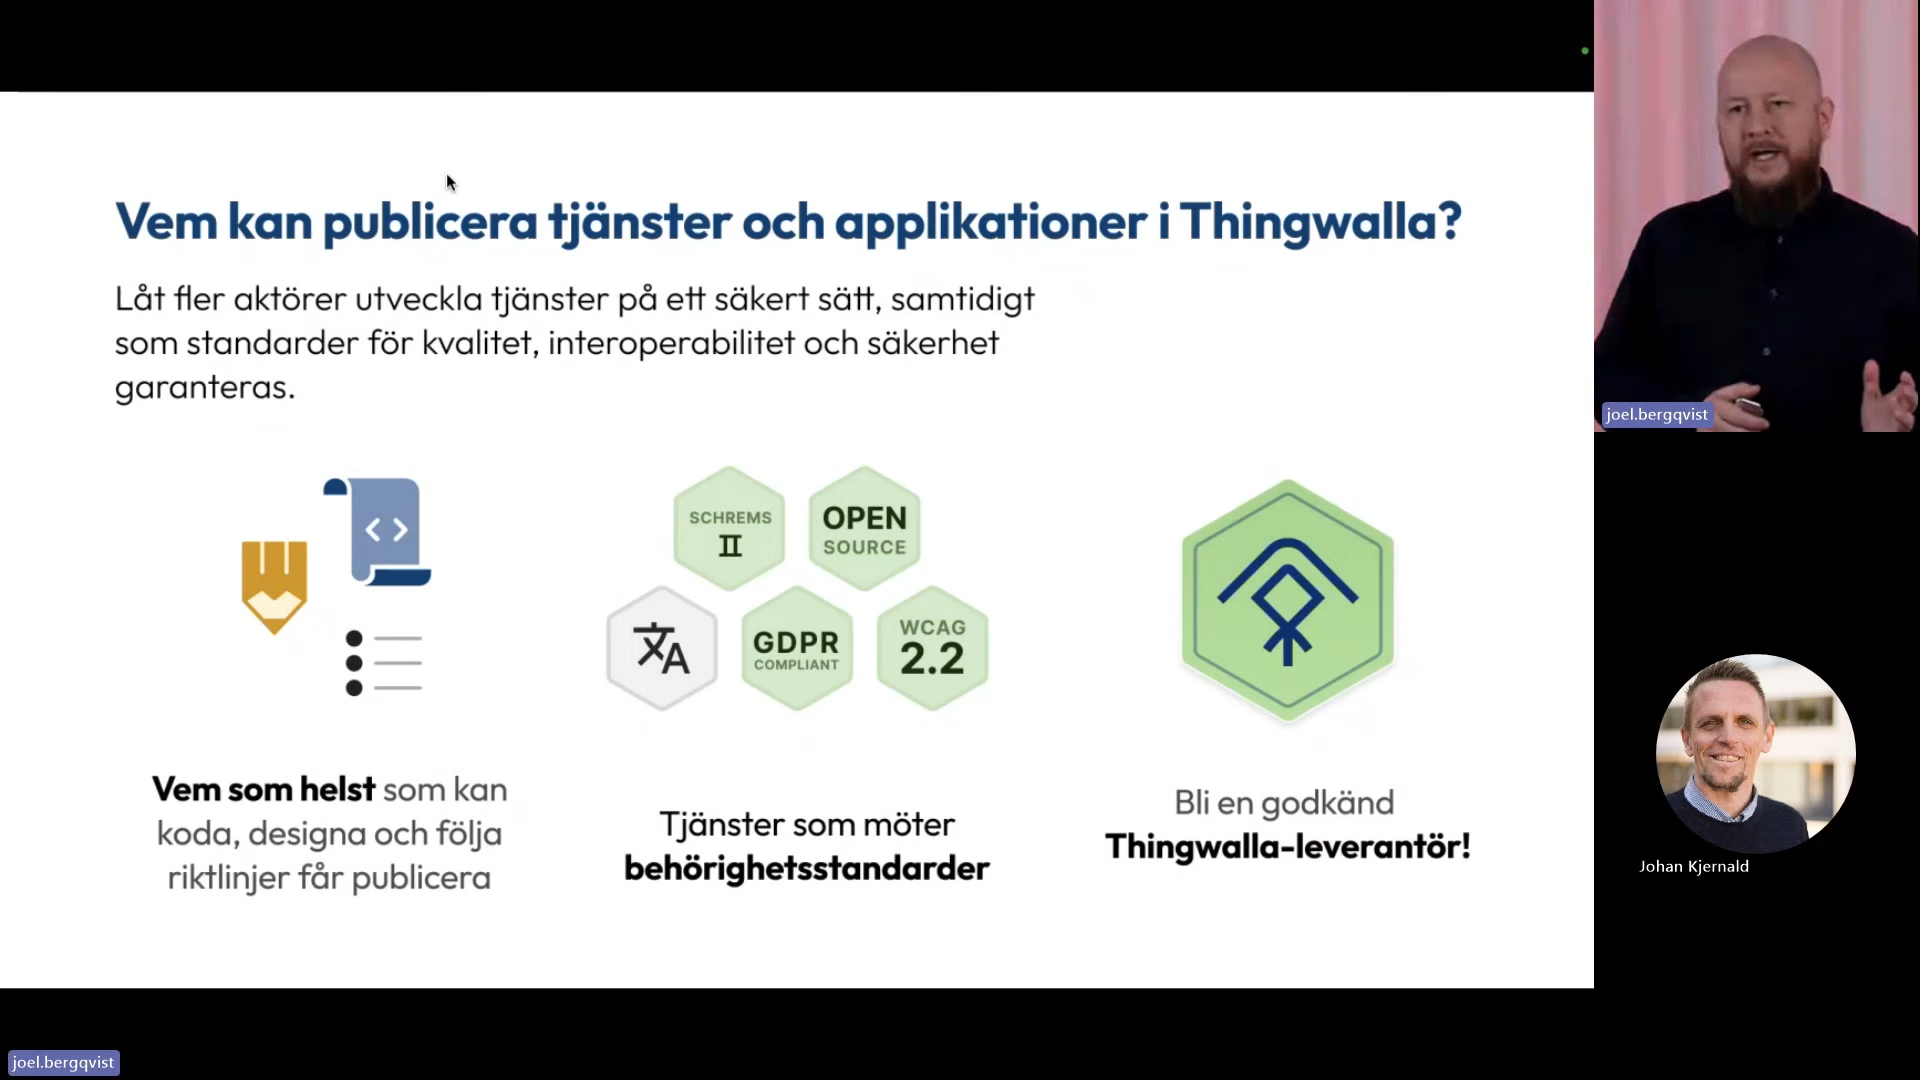 Vem kan publicera tjänster och applikationer i Thingwalla?
Låt fler aktörer utveckla tjänster på ett säkert sätt, samtidigt
som standarder för kvalitet, interoperabilitet och säkerhet
garanteras.
Vem som helst som kan
koda, designa och följa
riktlinjer får publicera
SCHREMS
II
OPEN
SOURCE
文A
GDPR
COMPLIANT
WCAG
2.2
Tjänster som möter
behörighetsstandarder
Bli en godkänd
Thingwalla-leverantör!
joel.bergqvist
Johan Kjernald
joel.bergqvist